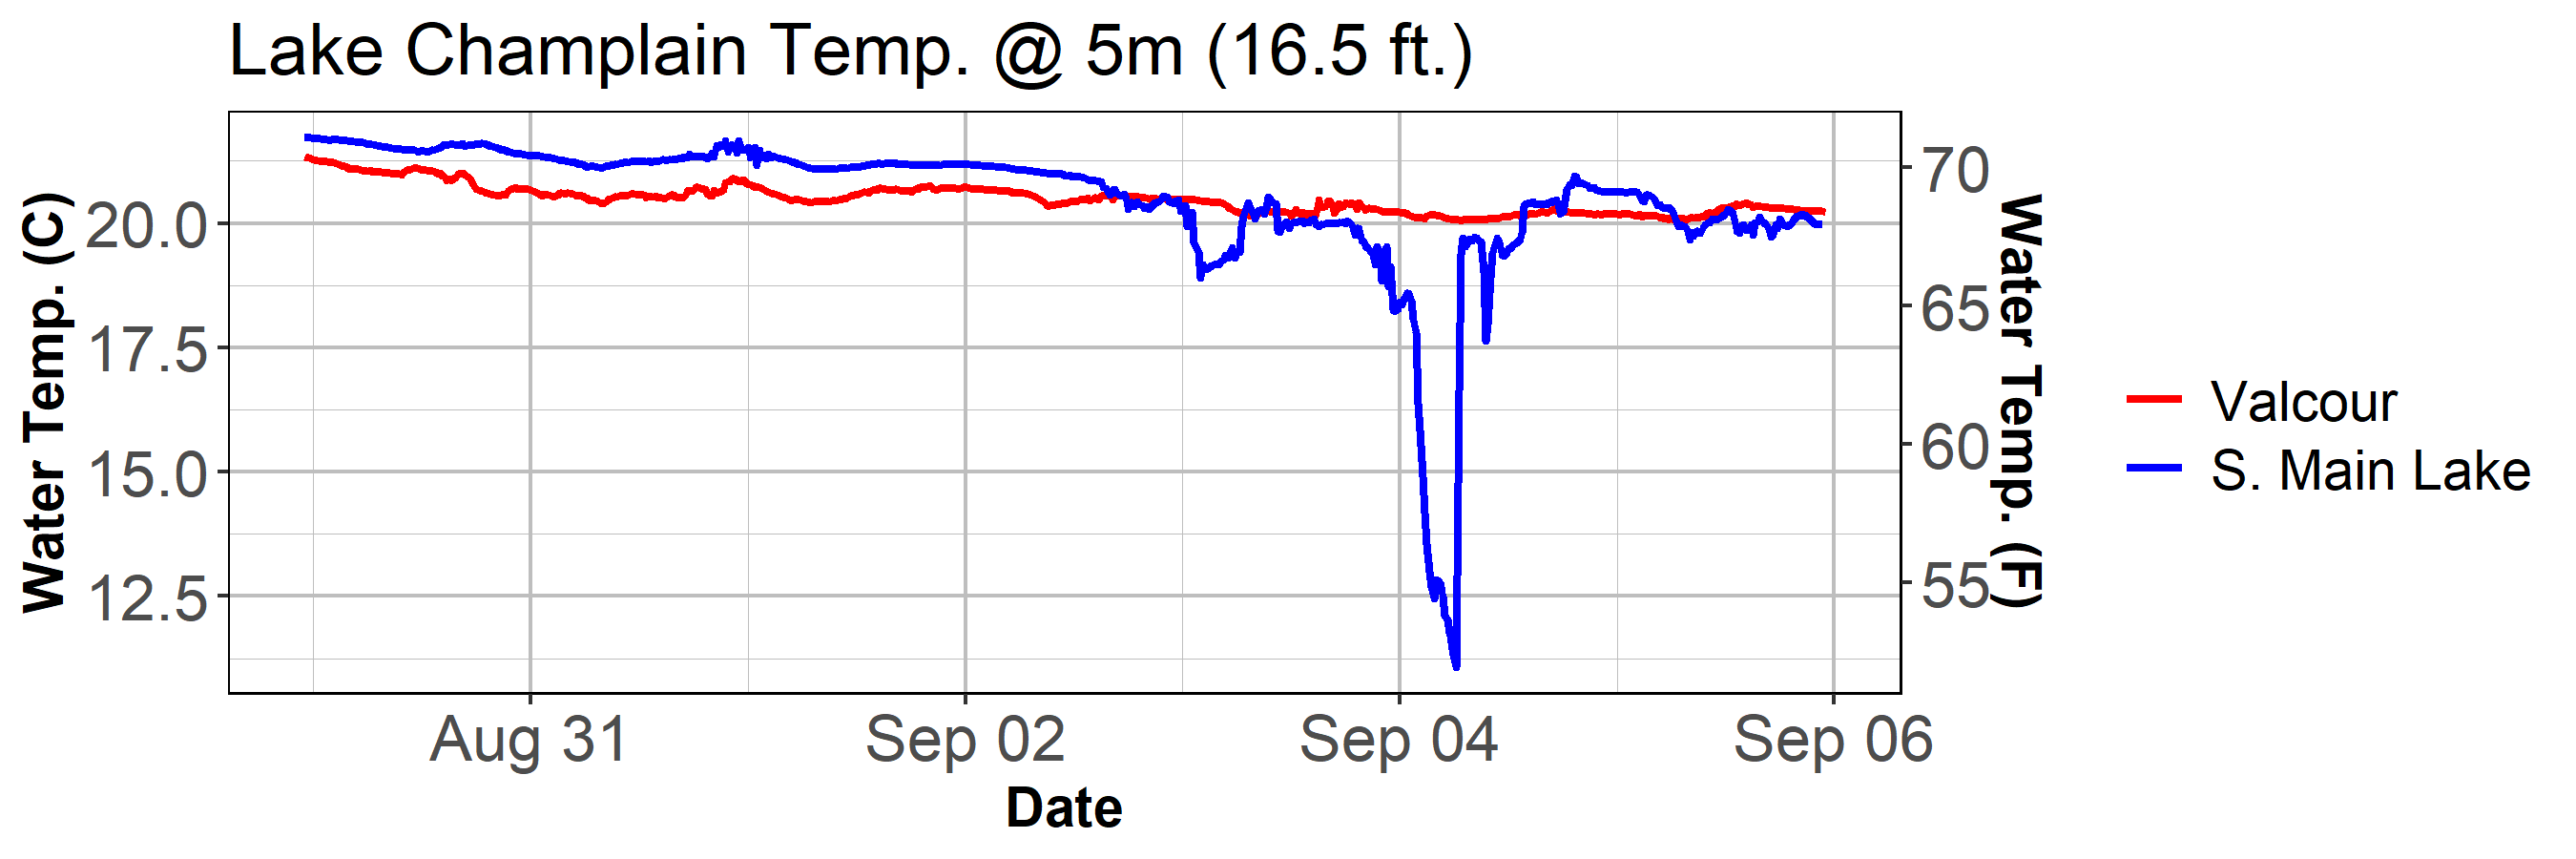 Lake Champlain Temp. @ 5m (16.5 ft.)
Water Temp. (C)
20.0
17.5
15.0
12.5
70
65
60
55
Water Temp. (F)
Valcour
S. Main Lake
Aug 31
Sep 02
Sep 04
Sep 06
Date